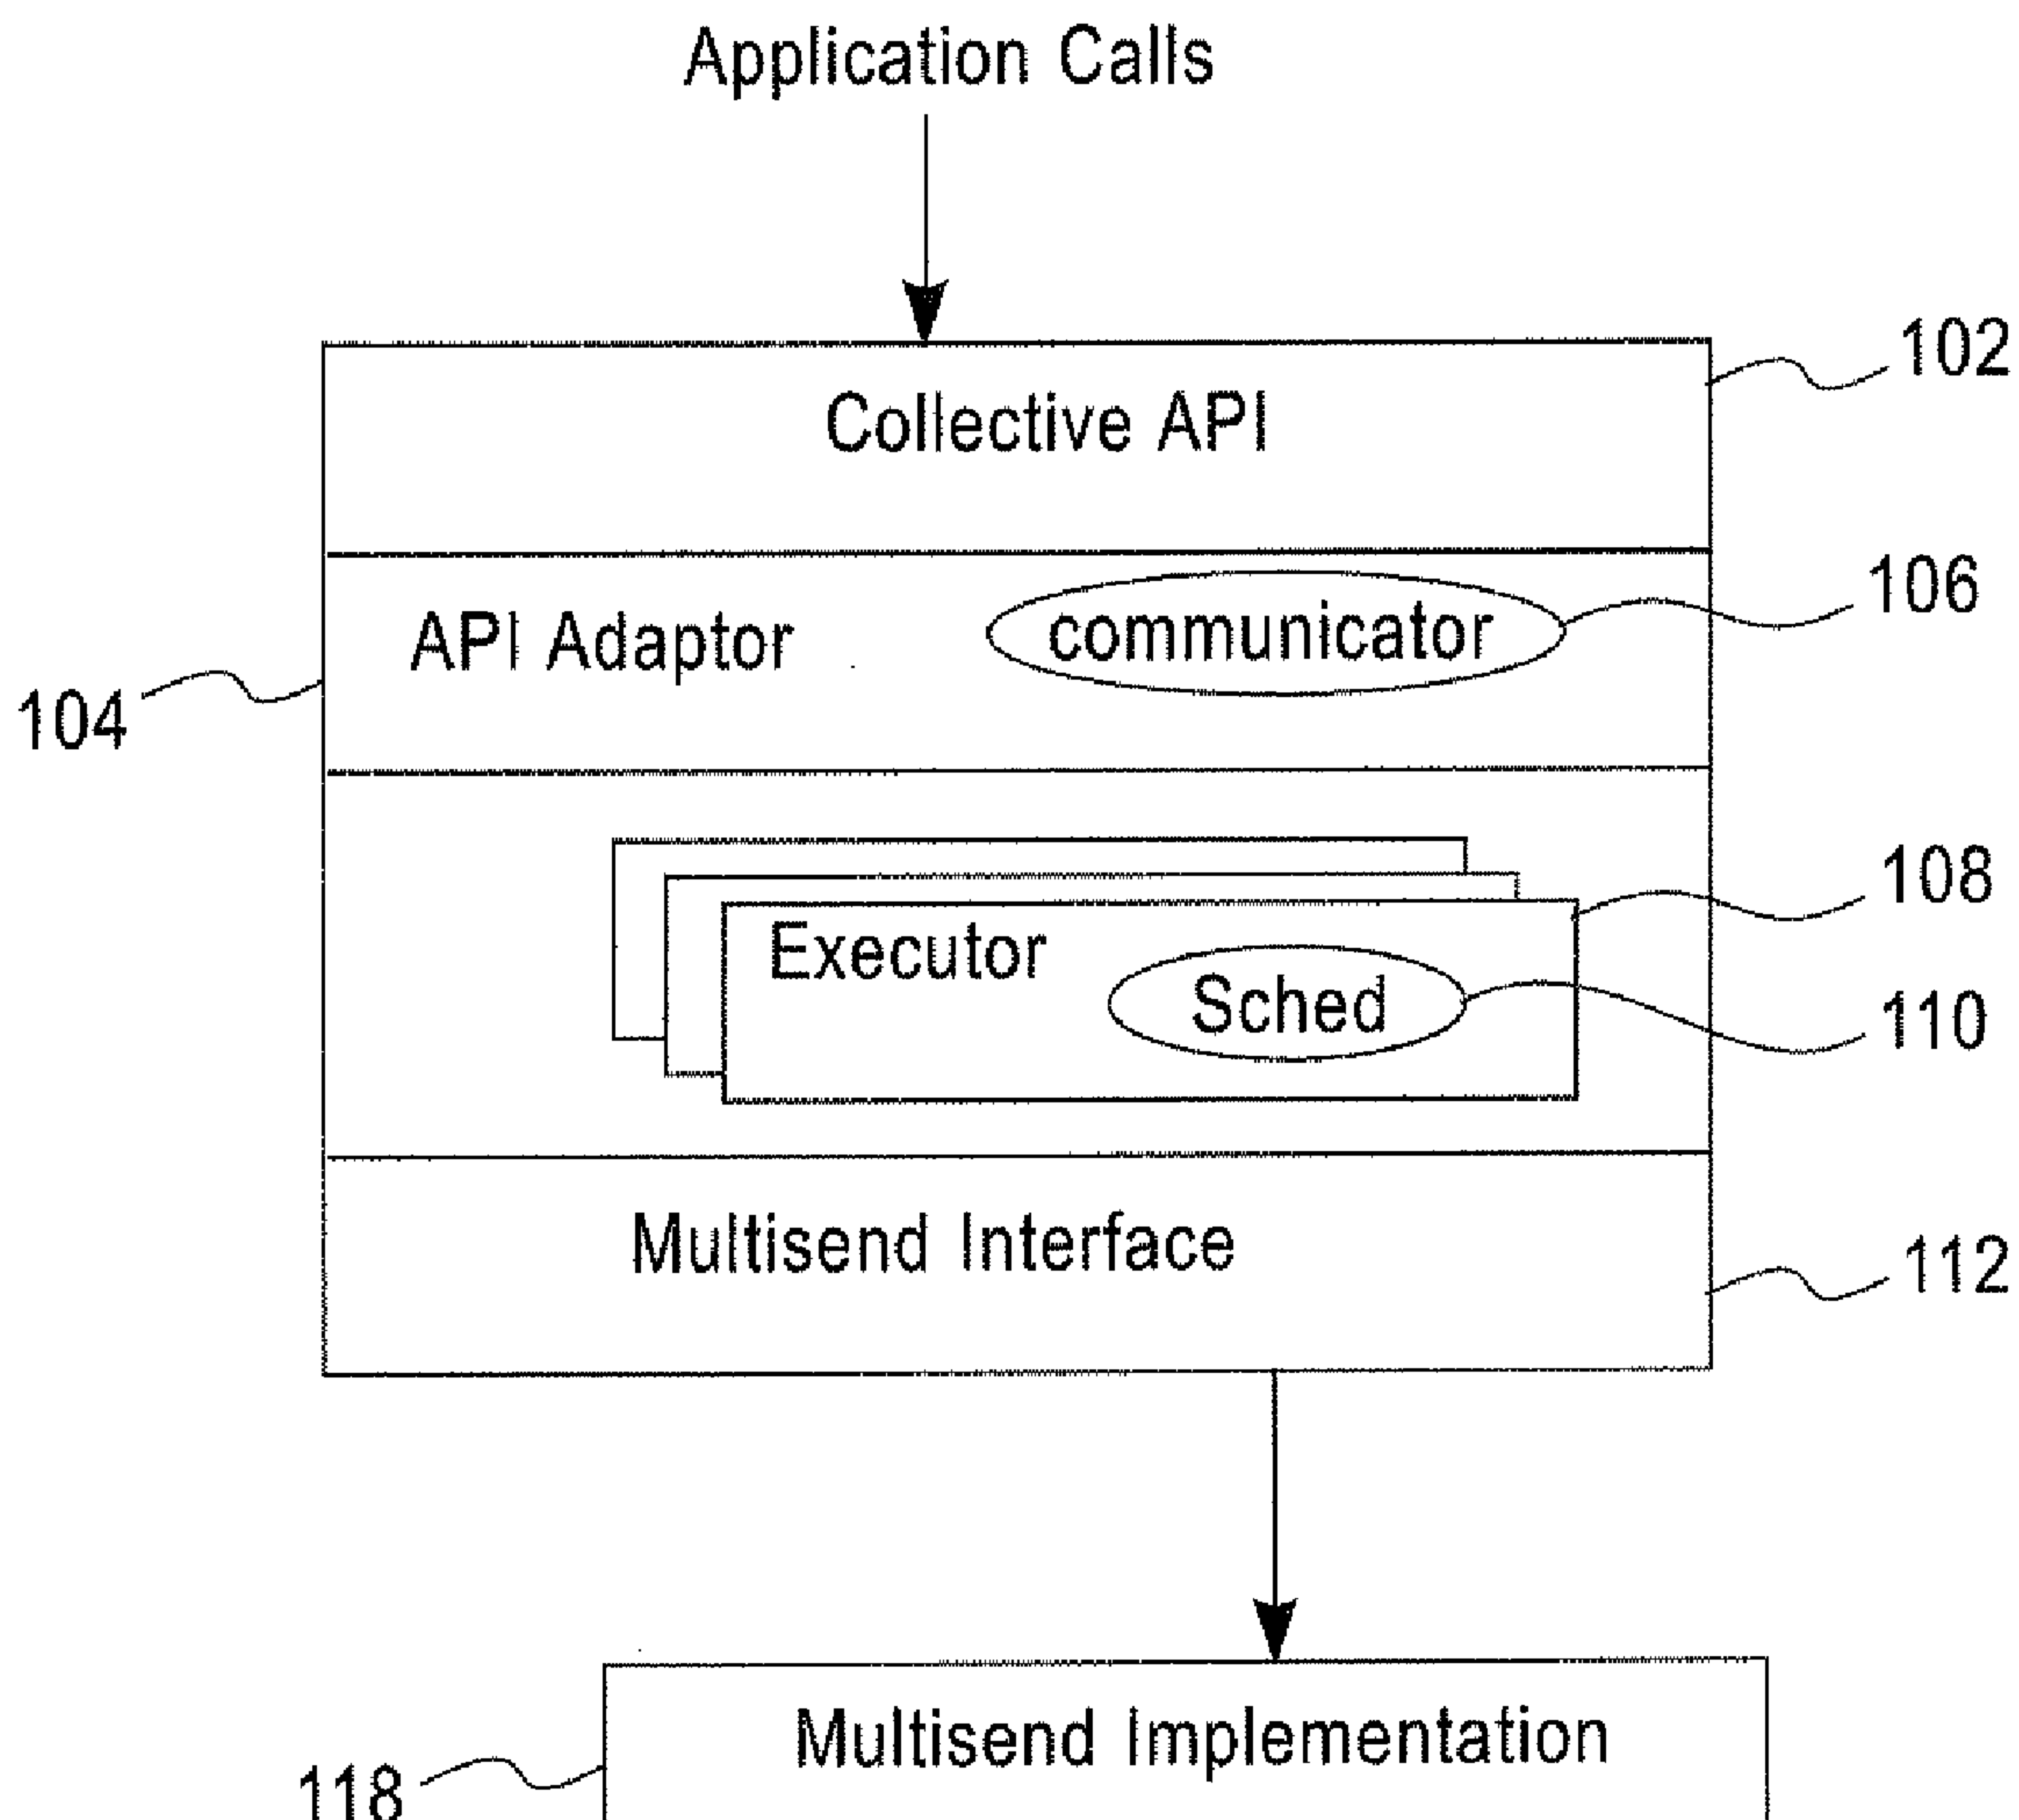 Application Calls
102
Collective API
106
API Adaptor
communicator
104
108
Executor
Sched
110
Multisend Interface
112
Multisend Implementation
118